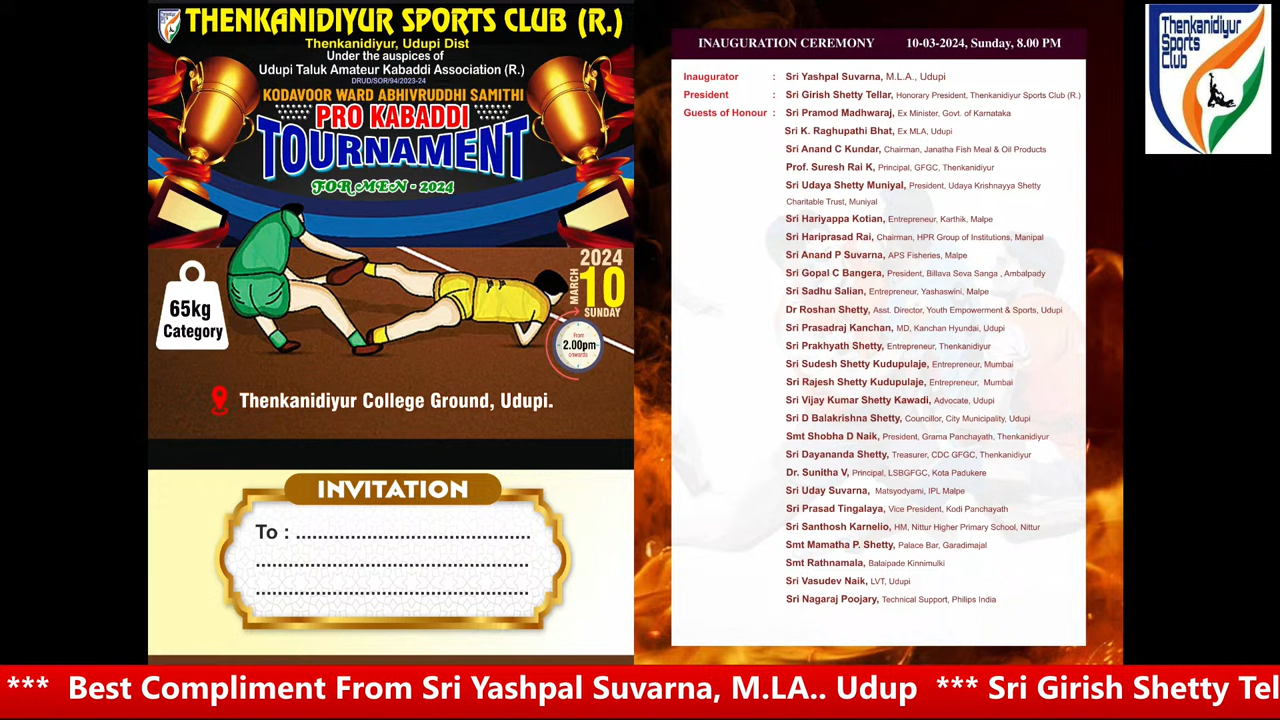 THENKANIDIYUR SPORTS CLUB (R.)
Thenkanidiyur, Udupi Dist
Under the auspices of
Udupi Taluk Amateur Kabaddi Association (R.)
DRUD/SOR/94/2023-24
KODAVOOR WARD ABHIVRUDDHI SAMITHI
PRO KABADDI
TOURNAMENT
FOR MEN - 2024
65kg
Category
2024
MARCH
10
SUNDAY
From
2.00pm
onwards
Thenkanidiyur College Ground, Udupi.
INVITATION
To : ..........................................
................................................
................................................
INAUGURATION CEREMONY 10-03-2024, Sunday, 8.00 PM
Inaugurator : Sri Yashpal Suvarna, M.L.A., Udupi
President : Sri Girish Shetty Tellar, Honorary President, Thenkanidiyur Sports Club (R.)
Guests of Honour : Sri Pramod Madhwaraj, Ex Minister, Govt. of Karnataka
Sri K. Raghupathi Bhat, Ex MLA, Udupi
Sri Anand C Kundar, Chairman, Janatha Fish Meal & Oil Products
Prof. Suresh Rai K, Principal, GFGC, Thenkanidiyur
Sri Udaya Shetty Muniyal, President, Udaya Krishnayya Shetty
Charitable Trust, Muniyal
Sri Hariyappa Kotian, Entrepreneur, Karthik, Malpe
Sri Hariprasad Rai, Chairman, HPR Group of Institutions, Manipal
Sri Anand P Suvarna, APS Fisheries, Malpe
Sri Gopal C Bangera, President, Billava Seva Sanga , Ambalpady
Sri Sadhu Salian, Entrepreneur, Yashaswini, Malpe
Dr Roshan Shetty, Asst. Director, Youth Empowerment & Sports, Udupi
Sri Prasadraj Kanchan, MD, Kanchan Hyundai, Udupi
Sri Prakhyath Shetty, Entrepreneur, Thenkanidiyur
Sri Sudesh Shetty Kudupulaje, Entrepreneur, Mumbai
Sri Rajesh Shetty Kudupulaje, Entrepreneur, Mumbai
Sri Vijay Kumar Shetty Kawadi, Advocate, Udupi
Sri D Balakrishna Shetty, Councillor, City Municipality, Udupi
Smt Shobha D Naik, President, Grama Panchayath, Thenkanidiyur
Sri Dayananda Shetty, Treasurer, CDC GFGC, Thenkanidiyur
Dr. Sunitha V, Principal, LSBGFGC, Kota Padukere
Sri Uday Suvarna, Matsyodyami, IPL Malpe
Sri Prasad Tingalaya, Vice President, Kodi Panchayath
Sri Santhosh Karnelio, HM, Nittur Higher Primary School, Nittur
Smt Mamatha P. Shetty, Palace Bar, Garadimajal
Smt Rathnamala, Balaipade Kinnimulki
Sri Vasudev Naik, LVT, Udupi
Sri Nagaraj Poojary, Technical Support, Philips India
Thenkanidiyur
Sports
Club
*** Best Compliment From Sri Yashpal Suvarna, M.LA.. Udup *** Sri Girish Shetty Tel